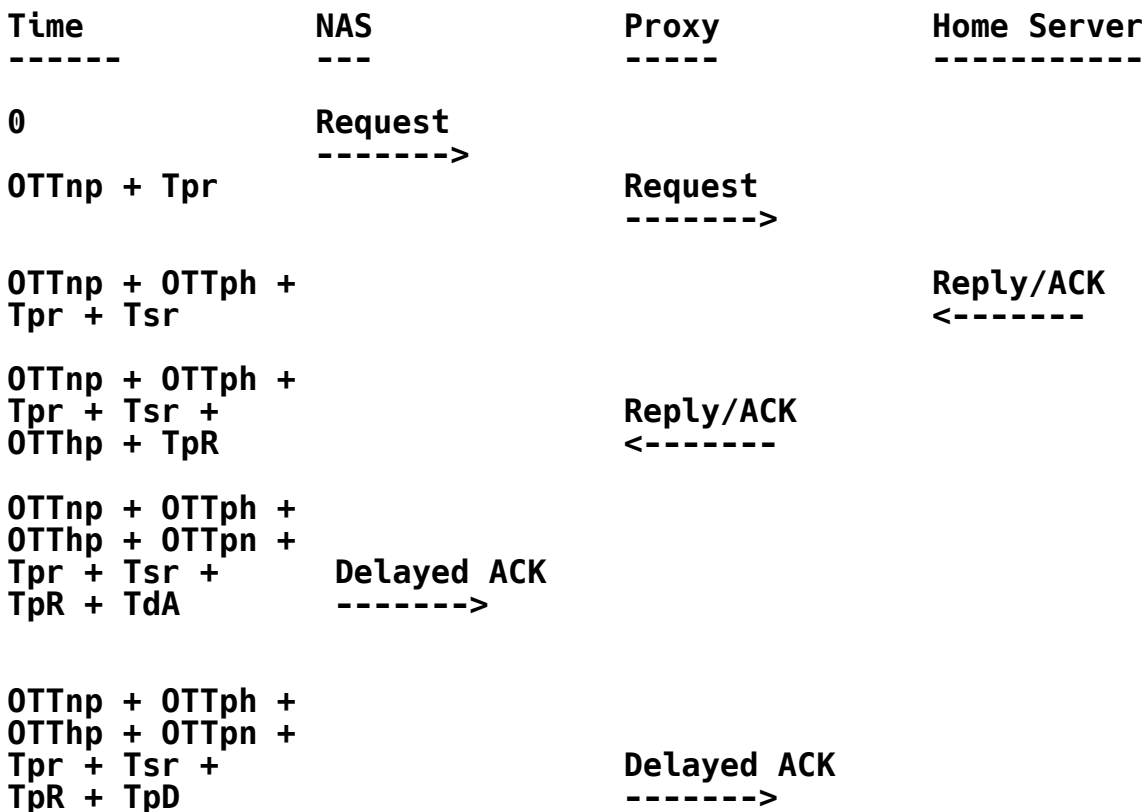 Time NAS Proxy Home Server
------ --- ----- -----------
0 Request
------->
OTTnp + Tpr Request
------->
OTTnp + OTTph + Reply/ACK
Tpr + Tsr <-------
OTTnp + OTTph +
Tpr + Tsr + Reply/ACK
OTThp + TpR <-------
OTTnp + OTTph +
OTThp + OTTpn +
Tpr + Tsr + Delayed ACK
TpR + TdA ------->
OTTnp + OTTph +
OTThp + OTTpn +
Tpr + Tsr + Delayed ACK
TpR + TpD ------->